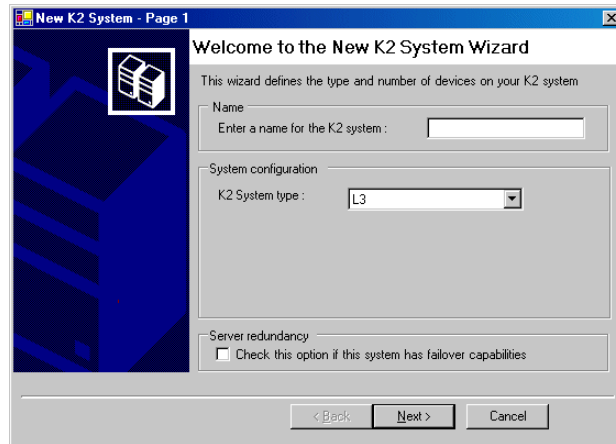 New K2 System - Page 1
Welcome to the New K2 System Wizard
This wizard defines the type and number of devices on your K2 system
Name
Enter a name for the K2 system :
System configuration
K2 System type :
L3
Server redundancy
Check this option if this system has failover capabilities
< Back
Next >
Cancel